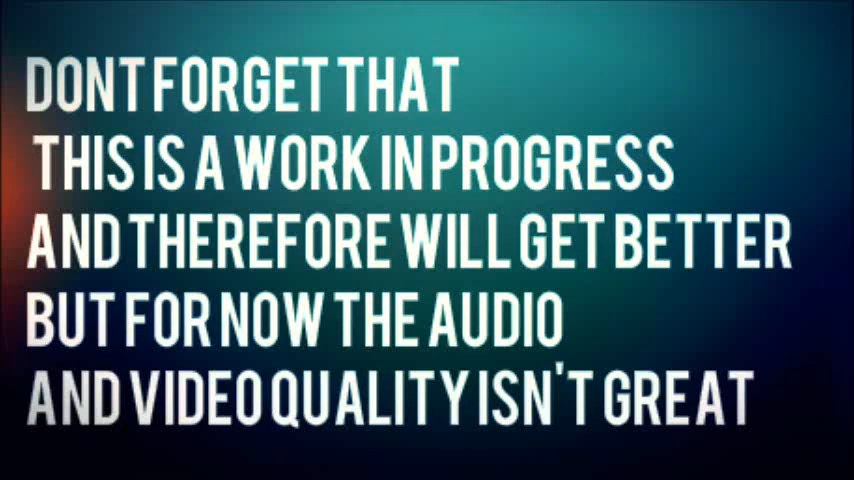 DONT FORGET THAT
THIS IS A WORK IN PROGRESS
AND THEREFORE WILL GET BETTER
BUT FOR NOW THE AUDIO
AND VIDEO QUALITY ISN'T GREAT